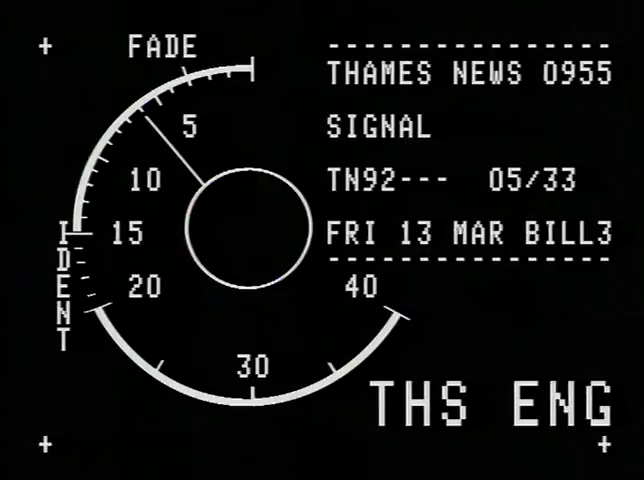 FADE
THAMES NEWS 0955
5
SIGNAL
10
TN92--- 05/33
15
FRI 13 MAR BILL3
IDENT
20
40
30
THS ENG